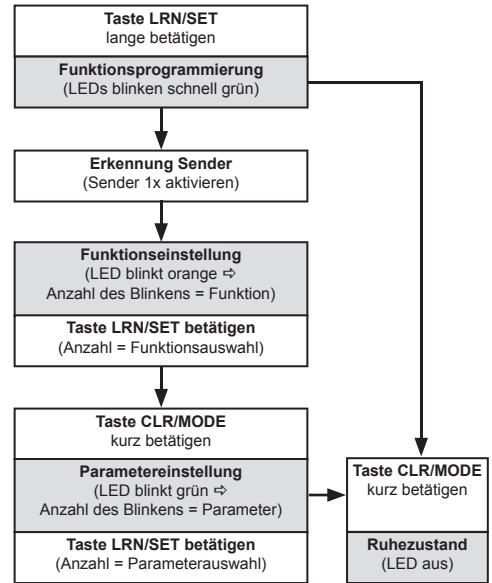 Taste LRN/SET
lange betätigen
Funktionsprogrammierung
(LEDs blinken schnell grün)
Erkennung Sender
(Sender 1x aktivieren)
Funktionseinstellung
(LED blinkt orange ⇨
Anzahl des Blinkens = Funktion)
Taste LRN/SET betätigen
(Anzahl = Funktionsauswahl)
Taste CLR/MODE
kurz betätigen
Parametereinstellung
(LED blinkt grün ⇨
Anzahl des Blinkens = Parameter)
Taste LRN/SET betätigen
(Anzahl = Parameterauswahl)
Taste CLR/MODE
kurz betätigen
Ruhezustand
(LED aus)